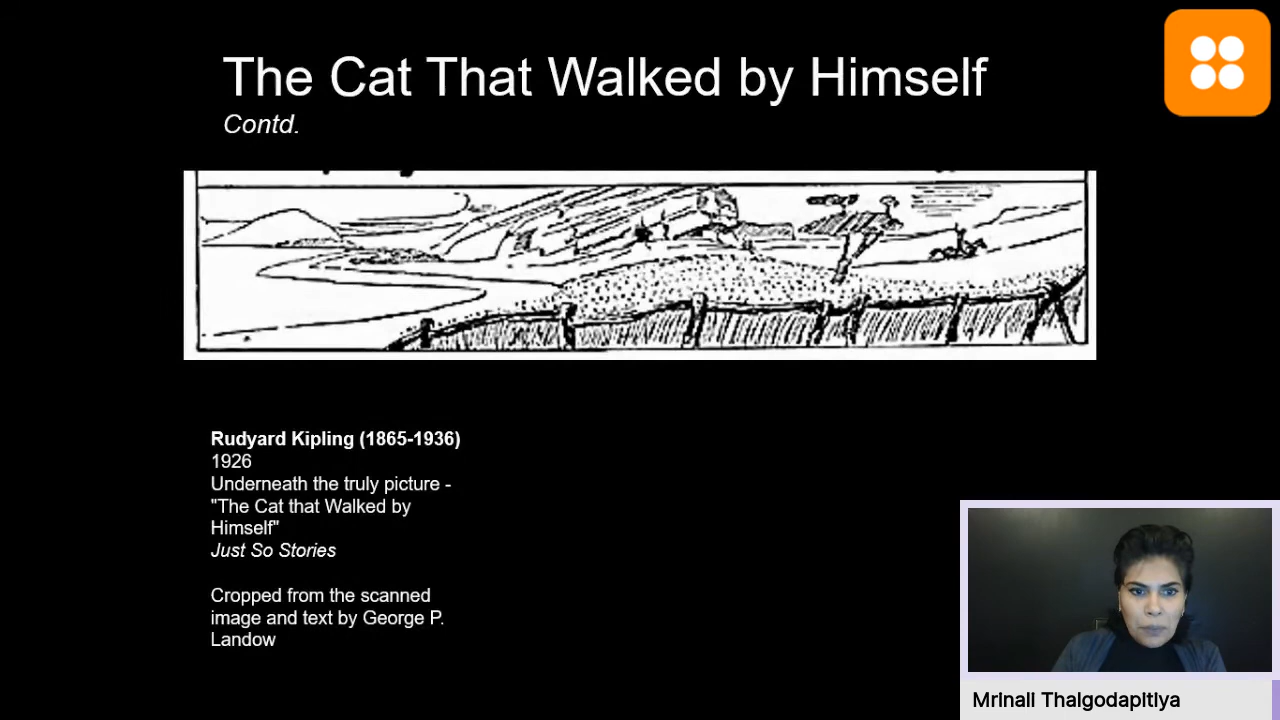 The Cat That Walked by Himself
Contd.
Rudyard Kipling (1865-1936)
1926
Underneath the truly picture -
"The Cat that Walked by
Himself"
Just So Stories
Cropped from the scanned
image and text by George P.
Landow
Mrinali Thalgodapitiya